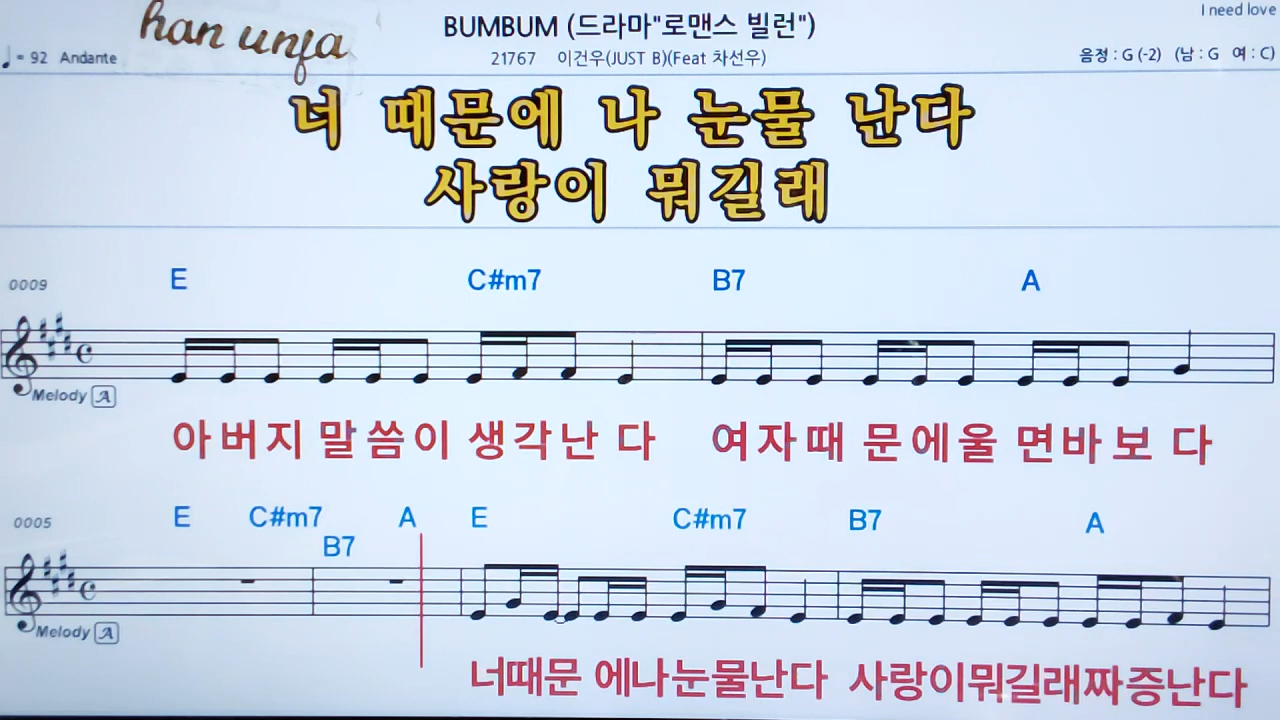 I need love
han unja
BUMBUM (드라마"로맨스 빌런")
♩= 92 Andante
21767 이건우(JUST B)(Feat 차선우)
음정 : G (-2) (남 : G 여 : C)
너 때문에 나 눈물 난다
사랑이 뭐길래
0009
E C#m7 B7 A
Melody A
아버지 말씀이 생각난 다 여자때 문에울 면바보 다
0005
E C#m7 B7 A E C#m7 B7 A
Melody A
너때문 에나눈물난다 사랑이뭐길래짜증난다